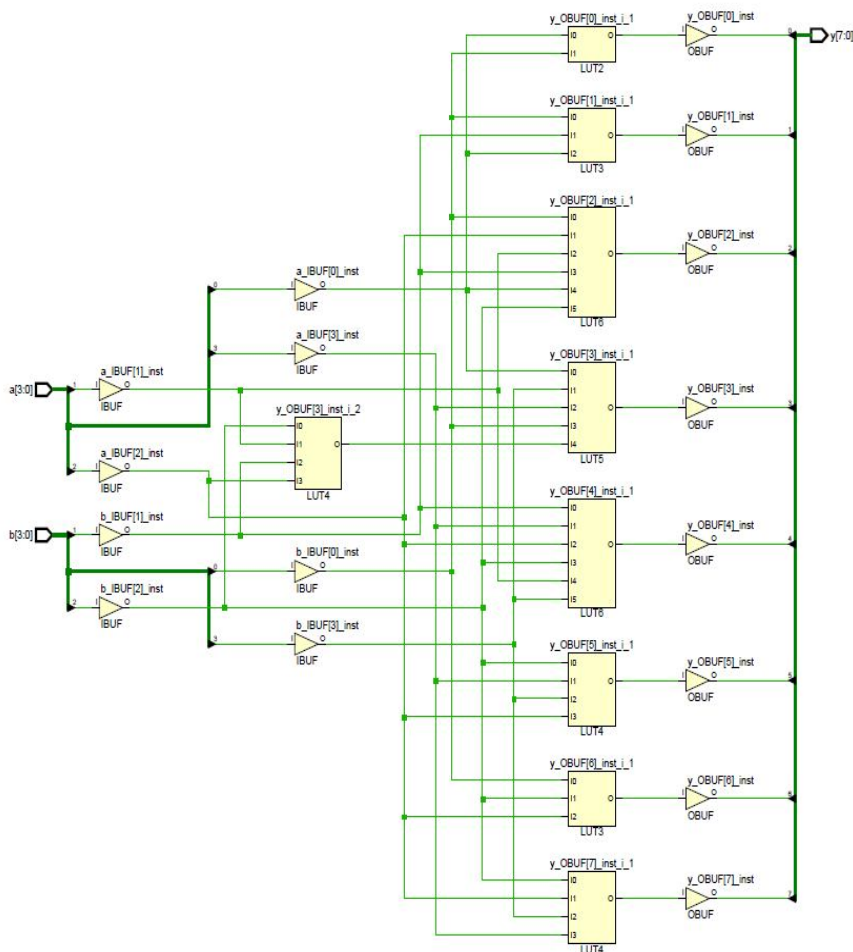 y_OBUF[0]_inst_i_1
I0
I1
O
LUT2
y_OBUF[0]_inst
I
O
OBUF
0
y[7:0]
y_OBUF[1]_inst_i_1
I0
I1
I2
O
LUT3
y_OBUF[1]_inst
I
O
OBUF
1
y_OBUF[2]_inst_i_1
I0
I1
I2
I3
I4
I5
O
LUT6
y_OBUF[2]_inst
I
O
OBUF
2
a_IBUF[0]_inst
0
I
O
IBUF
a_IBUF[3]_inst
3
I
O
IBUF
y_OBUF[3]_inst_i_1
I0
I1
I2
I3
I4
O
LUT5
y_OBUF[3]_inst
I
O
OBUF
3
a[3:0]
a_IBUF[1]_inst
1
I
O
IBUF
y_OBUF[3]_inst_i_2
I0
I1
I2
I3
O
LUT4
a_IBUF[2]_inst
2
I
O
IBUF
b[3:0]
b_IBUF[1]_inst
1
I
O
IBUF
y_OBUF[4]_inst_i_1
I0
I1
I2
I3
I4
I5
O
LUT6
y_OBUF[4]_inst
I
O
OBUF
4
b_IBUF[0]_inst
0
I
O
IBUF
b_IBUF[2]_inst
2
I
O
IBUF
b_IBUF[3]_inst
3
I
O
IBUF
y_OBUF[5]_inst_i_1
I0
I1
I2
I3
O
LUT4
y_OBUF[5]_inst
I
O
OBUF
5
y_OBUF[6]_inst_i_1
I0
I1
I2
O
LUT3
y_OBUF[6]_inst
I
O
OBUF
6
y_OBUF[7]_inst_i_1
I0
I1
I2
I3
O
LUT4
y_OBUF[7]_inst
I
O
OBUF
7